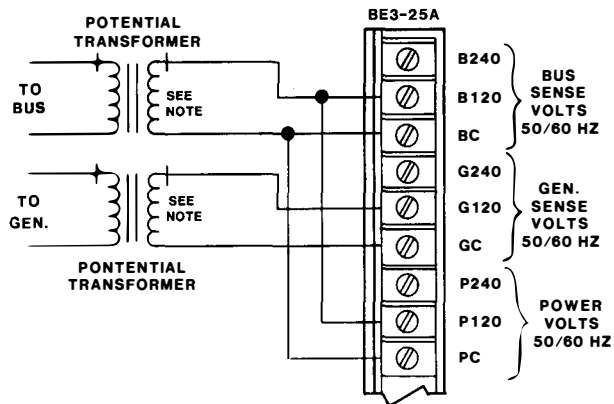 BE3-25A
POTENTIAL
TRANSFORMER
TO
BUS
SEE
NOTE
B240
B120
BC
BUS
SENSE
VOLTS
50/60 HZ
TO
GEN.
SEE
NOTE
G240
G120
GC
GEN.
SENSE
VOLTS
50/60 HZ
PONTENTIAL
TRANSFORMER
P240
P120
PC
POWER
VOLTS
50/60 HZ